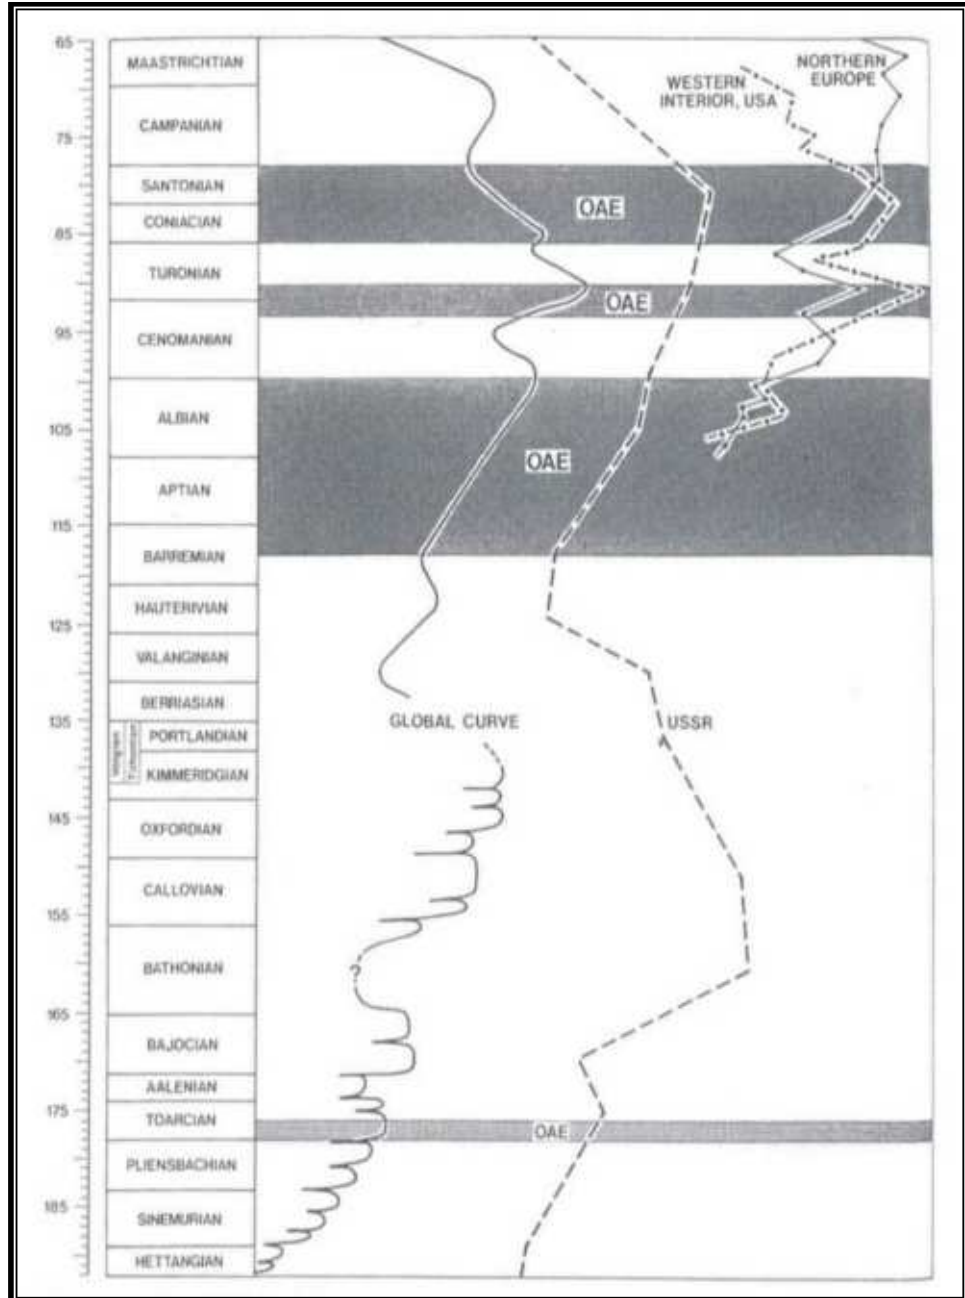 65
MAASTRICHTIAN
NORTHERN
EUROPE
WESTERN
INTERIOR, USA
CAMPANIAN
75
SANTONIAN
OAE
CONIACIAN
85
TURONIAN
OAE
95
CENOMANIAN
ALBIAN
105
OAE
APTIAN
115
BARREMIAN
HAUTERIVIAN
125
VALANGINIAN
BERRIASIAN
135
GLOBAL CURVE
USSR
PORTLANDIAN
KIMMERIDGIAN
145
OXFORDIAN
CALLOVIAN
155
BATHONIAN
?
165
BAJOCIAN
AALENIAN
175
TOARCIAN
OAE
PLIENSBACHIAN
185
SINEMURIAN
HETTANGIAN